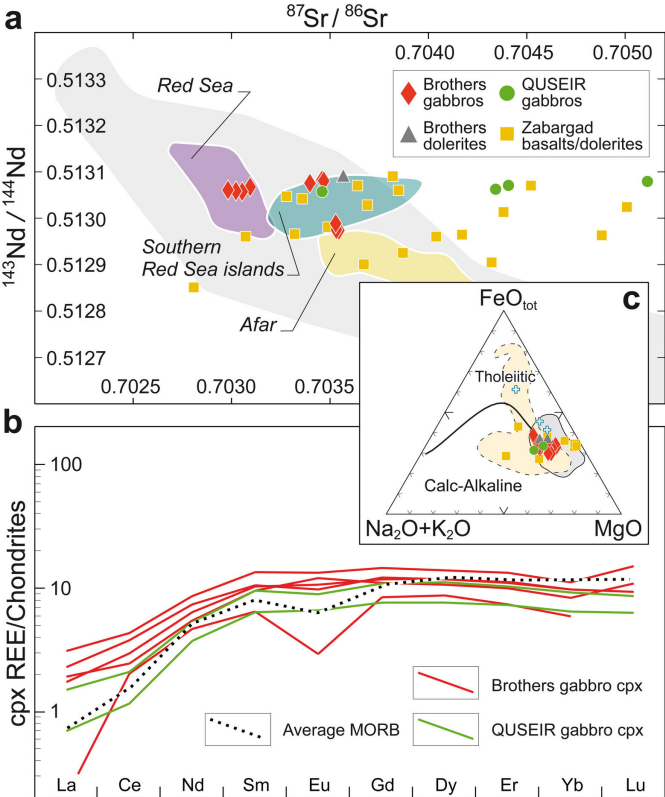 a
87Sr / 86Sr
0.7040
0.7045
0.7050
143Nd / 144Nd
0.5133
0.5132
0.5131
0.5130
0.5129
0.5128
0.5127
Red Sea
Brothers
gabbros
QUSEIR
gabbros
Brothers
dolerites
Zabargad
basalts/dolerites
Southern
Red Sea islands
Afar
0.7025
0.7030
0.7035
c
FeOtot
Tholeiitic
Calc-Alkaline
Na2O+K2O
MgO
b
cpx REE/Chondrites
100
10
1
Brothers gabbro cpx
Average MORB
QUSEIR gabbro cpx
La | Ce | Nd | Sm | Eu | Gd | Dy | Er | Yb | Lu